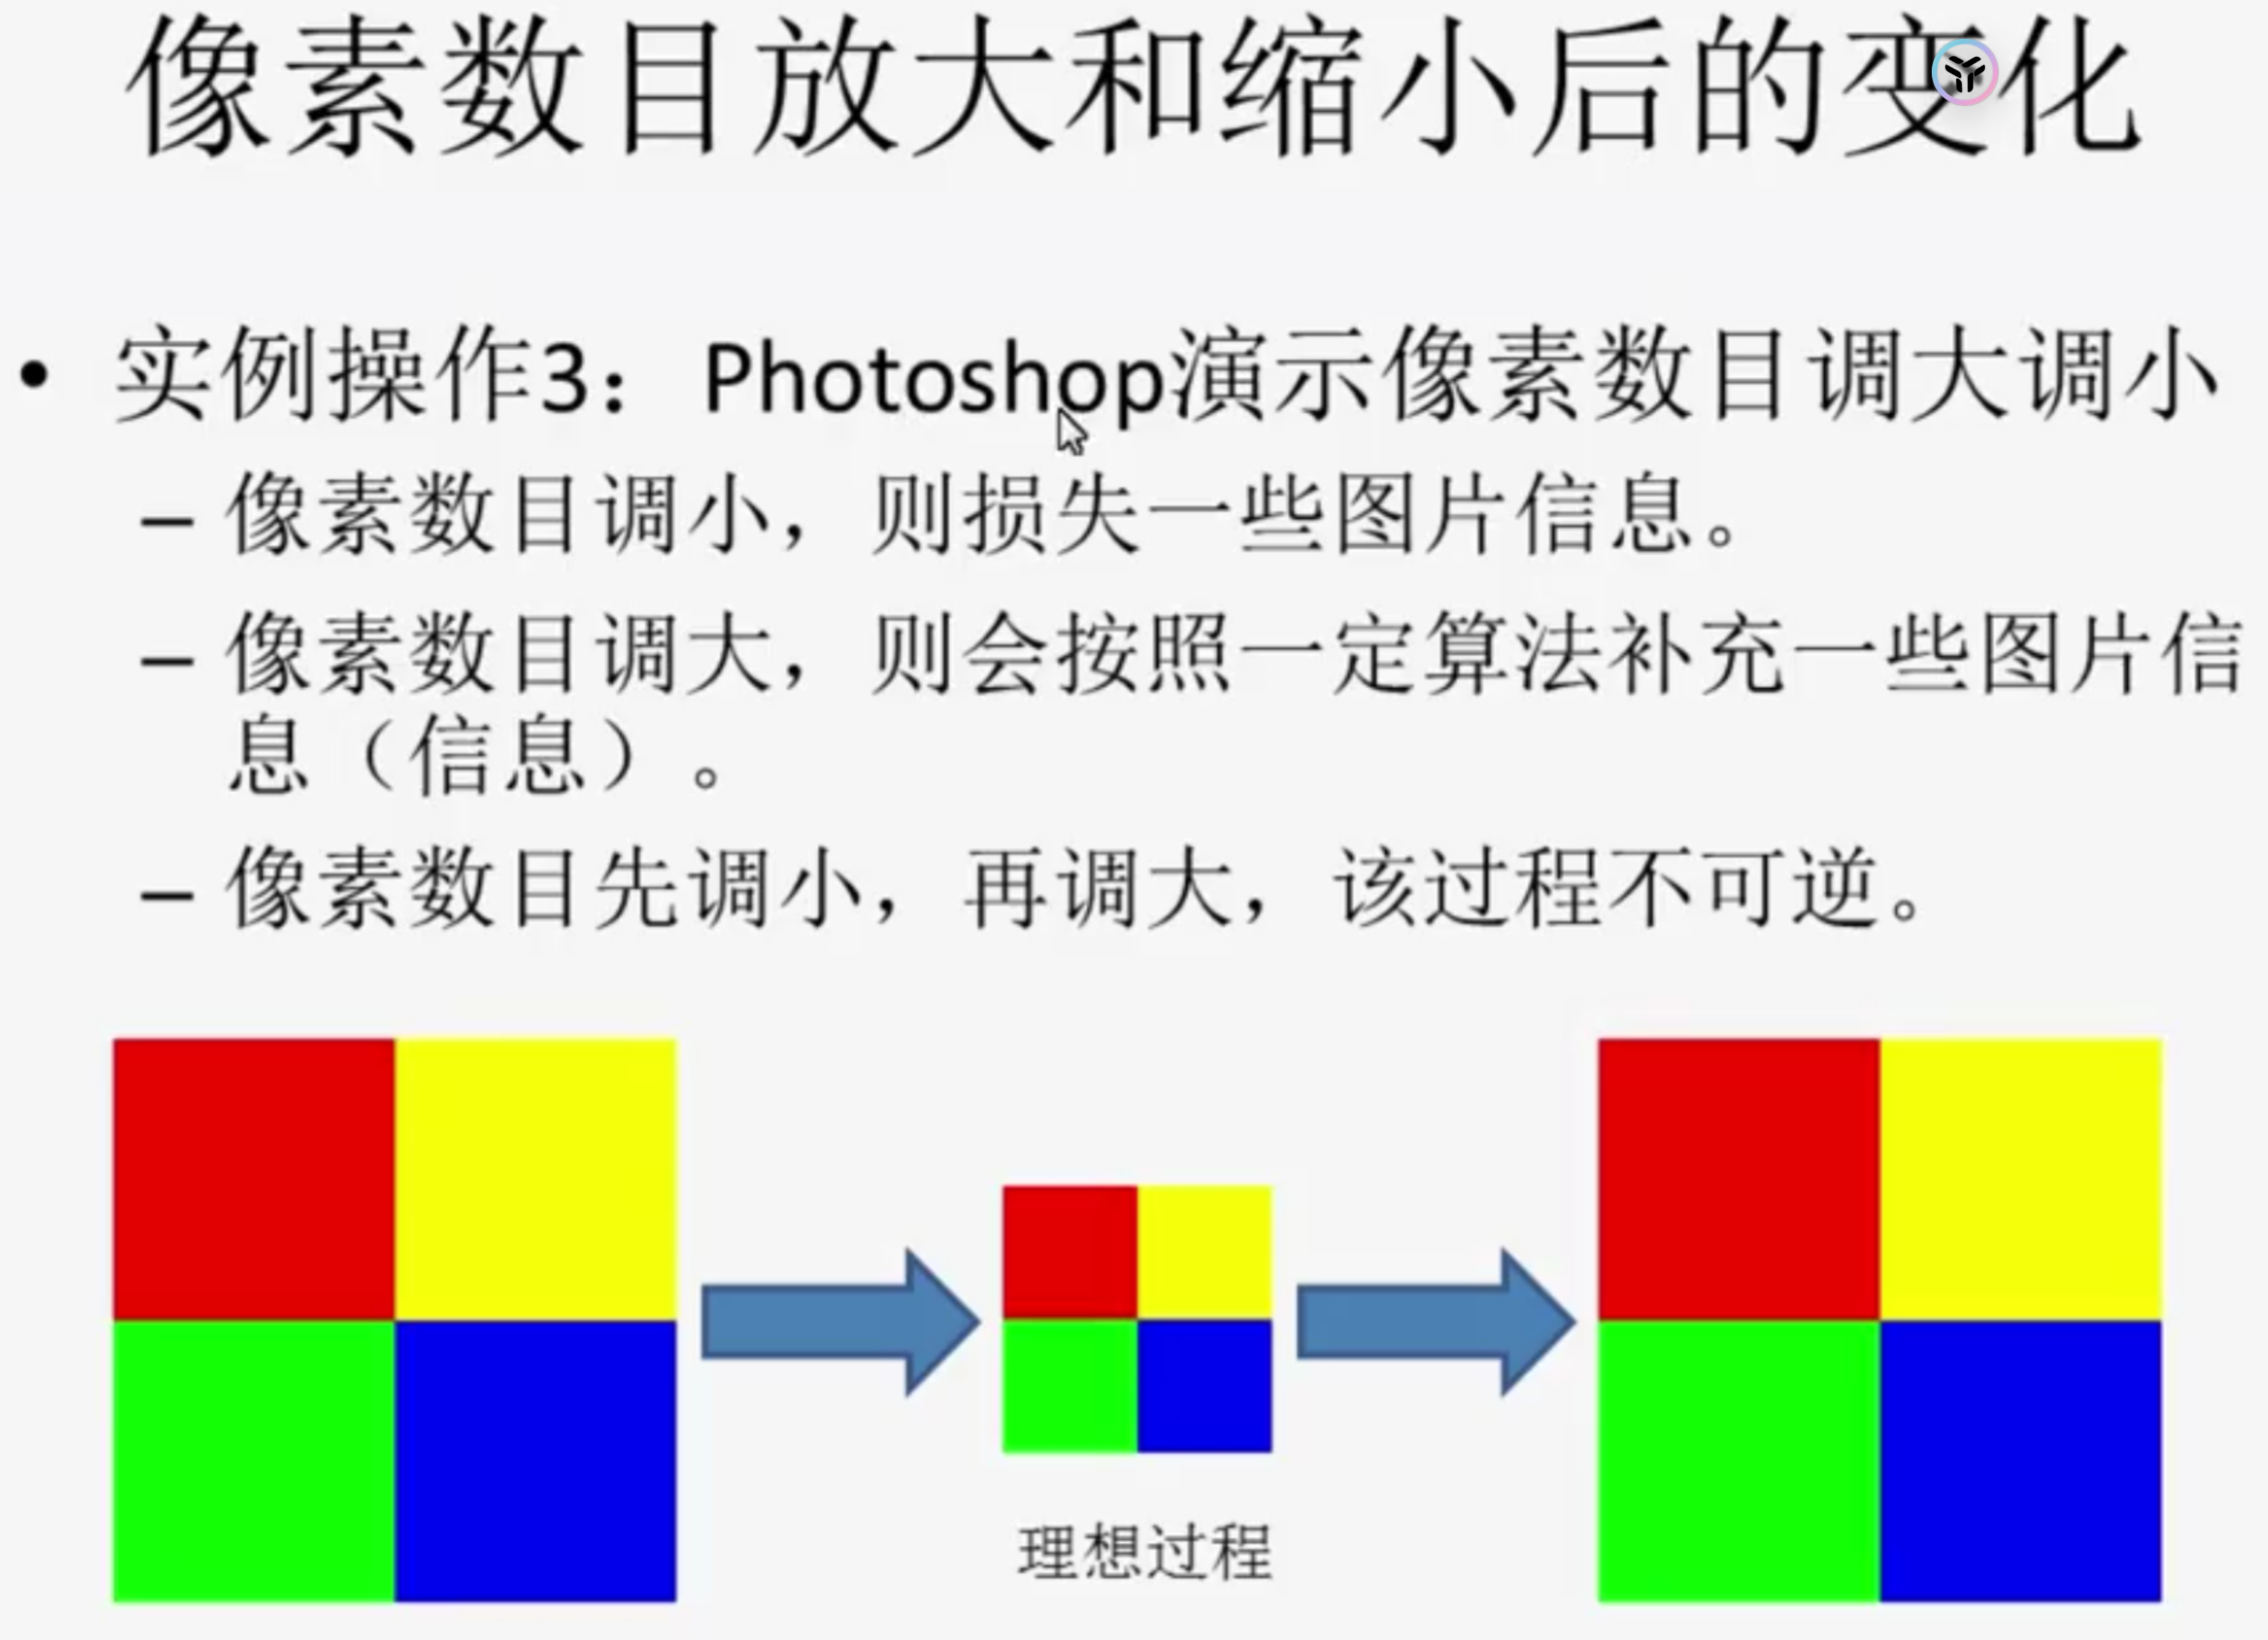 像素数目放大和缩小后的变化
• 实例操作3：Photoshop演示像素数目调大调小
– 像素数目调小，则损失一些图片信息。
– 像素数目调大，则会按照一定算法补充一些图片信
息（信息）。
– 像素数目先调小，再调大，该过程不可逆。
理想过程